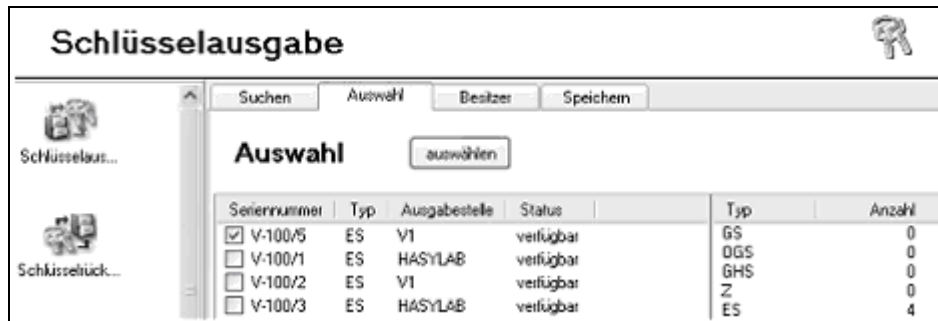 Schlüsselausgabe
Suchen Auswahl Besitzer Speichern
Schlüsselaus...
Auswahl auswählen
Seriennummer Typ Ausgabestelle Status Typ Anzahl
V-100/5 ES V1 verfügbar GS 0
V-100/1 ES HASYLAB verfügbar OGS 0
V-100/2 ES V1 verfügbar GHS 0
V-100/3 ES HASYLAB verfügbar Z 0
ES 4
Schlüsselrück...